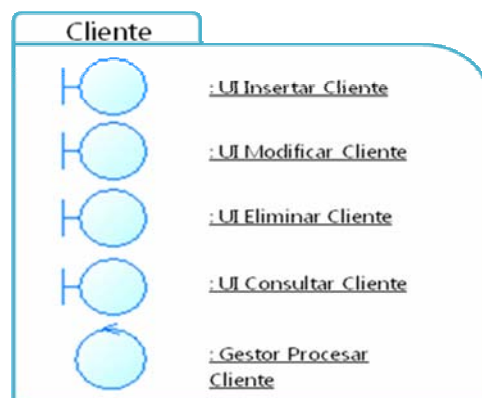 Cliente
: UI Insertar Cliente
: UI Modificar Cliente
: UI Eliminar Cliente
: UI Consultar Cliente
: Gestor Procesar
Cliente